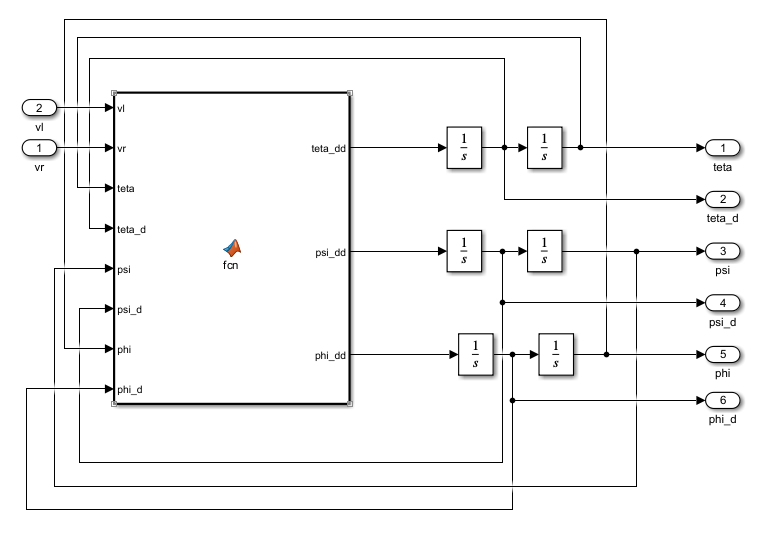 2
vl
1
vr
vl
vr
teta
teta_d
psi
psi_d
phi
phi_d
fcn
teta_dd
psi_dd
phi_dd
1
s
1
s
1
s
1
s
1
s
1
s
1
teta
2
teta_d
3
psi
4
psi_d
5
phi
6
phi_d